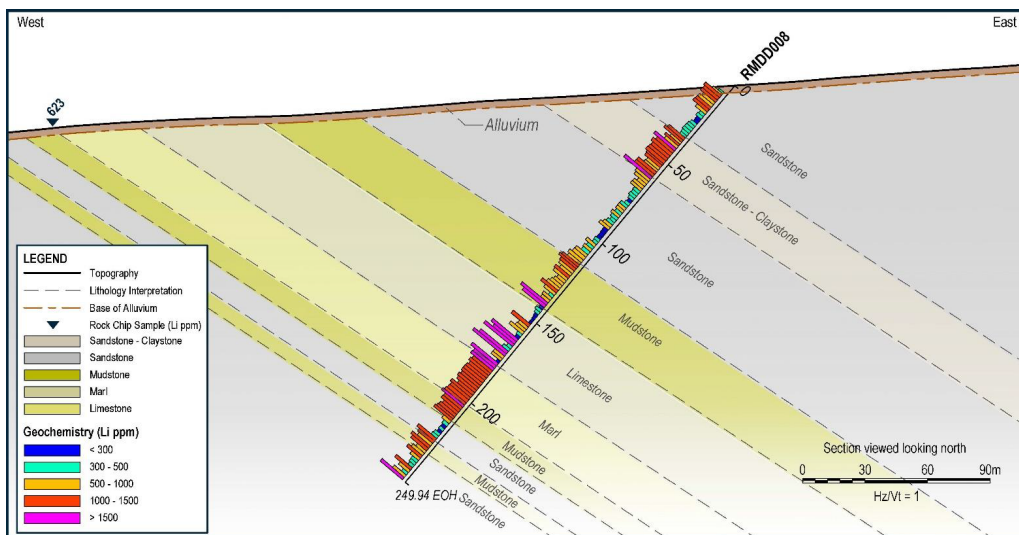 West
East
RMDD008
0
623
Alluvium
50
Sandstone
Sandstone - Claystone
100
Sandstone
150
Mudstone
Limestone
200
Marl
Mudstone
Sandstone
Mudstone
Sandstone
249.94 EOH
LEGEND
Topography
Lithology Interpretation
Base of Alluvium
Rock Chip Sample (Li ppm)
Sandstone - Claystone
Sandstone
Mudstone
Marl
Limestone
Geochemistry (Li ppm)
< 300
300 - 500
500 - 1000
1000 - 1500
> 1500
Section viewed looking north
0 30 60 90m
Hz/Vt = 1